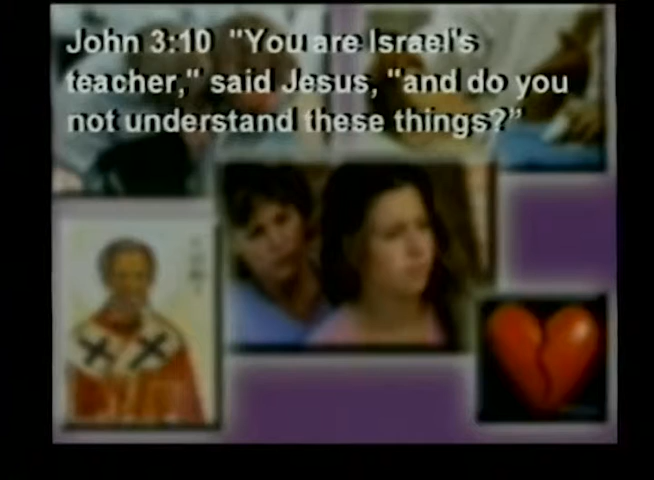 John 3:10 "You are Israel's
teacher," said Jesus, "and do you
not understand these things?”